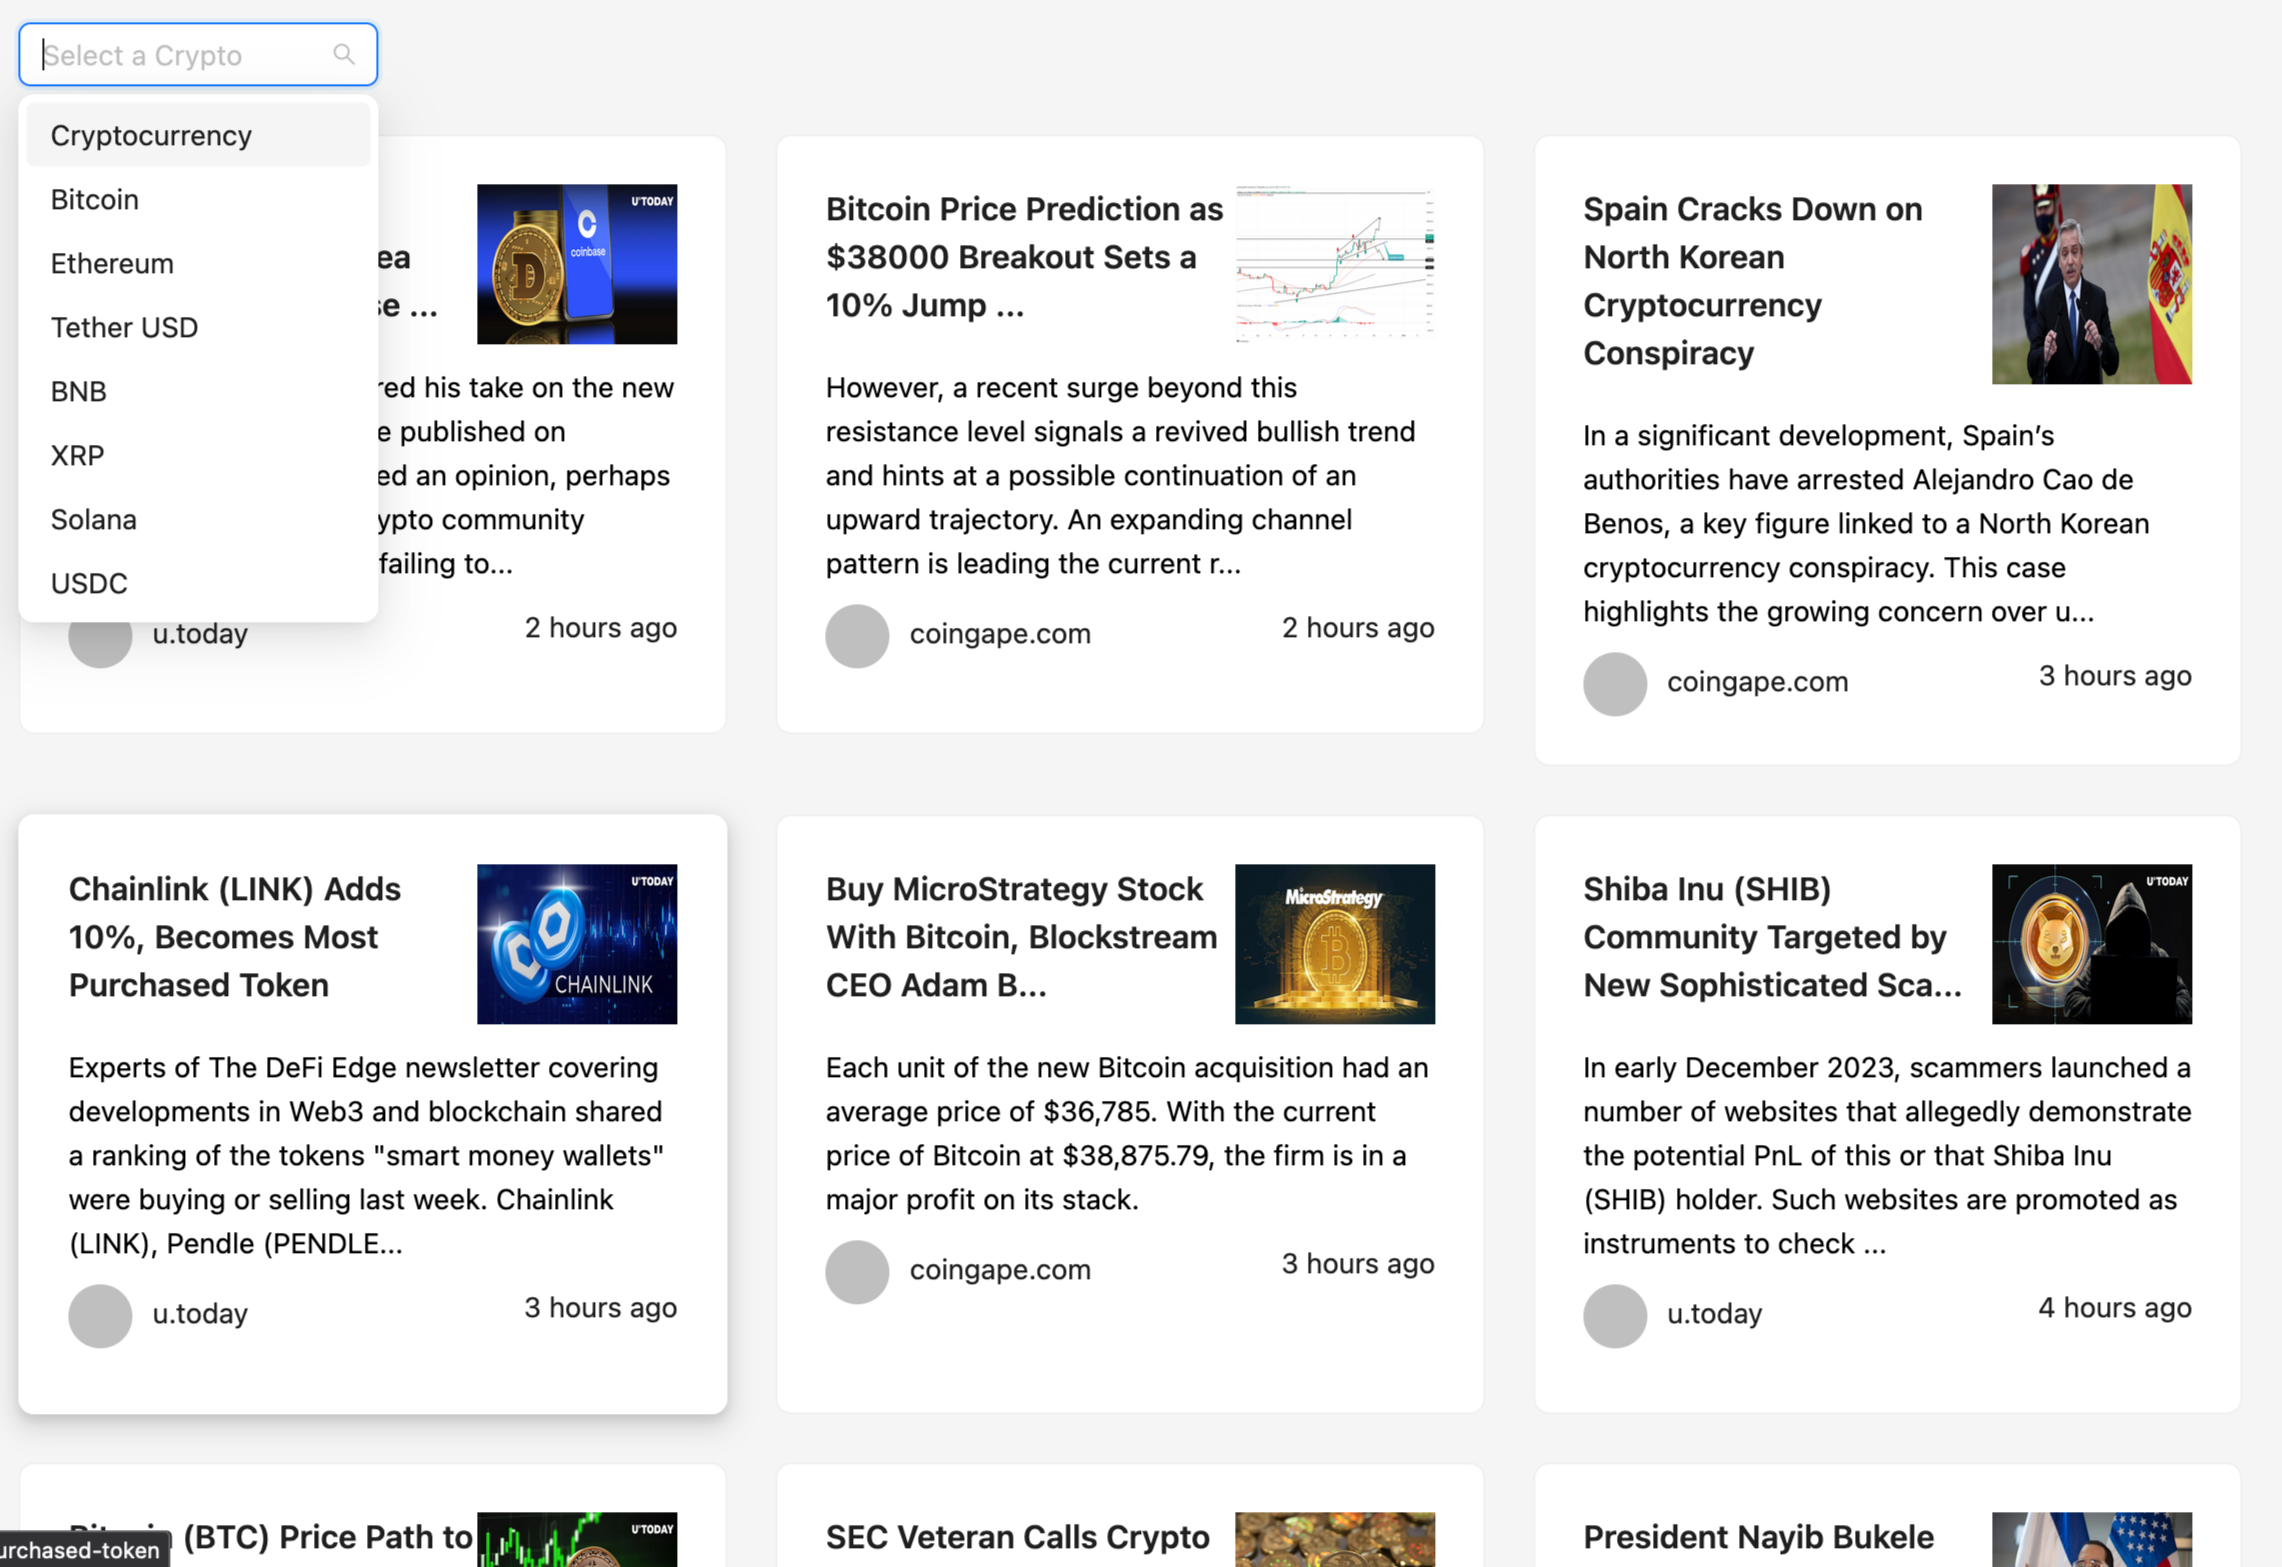 Select a Crypto
Cryptocurrency
Bitcoin
Ethereum
Tether USD
BNB
XRP
Solana
USDC
ea
se ...
U'TODAY
coinbase
red his take on the new
e published on
ed an opinion, perhaps
ypto community
failing to...
u.today
2 hours ago
Bitcoin Price Prediction as
$38000 Breakout Sets a
10% Jump ...
However, a recent surge beyond this
resistance level signals a revived bullish trend
and hints at a possible continuation of an
upward trajectory. An expanding channel
pattern is leading the current r...
coingape.com
2 hours ago
Spain Cracks Down on
North Korean
Cryptocurrency
Conspiracy
In a significant development, Spain’s
authorities have arrested Alejandro Cao de
Benos, a key figure linked to a North Korean
cryptocurrency conspiracy. This case
highlights the growing concern over u...
coingape.com
3 hours ago
Chainlink (LINK) Adds
10%, Becomes Most
Purchased Token
U'TODAY
CHAINLINK
Experts of The DeFi Edge newsletter covering
developments in Web3 and blockchain shared
a ranking of the tokens "smart money wallets"
were buying or selling last week. Chainlink
(LINK), Pendle (PENDLE...
u.today
3 hours ago
Buy MicroStrategy Stock
With Bitcoin, Blockstream
CEO Adam B...
MicroStrategy
Each unit of the new Bitcoin acquisition had an
average price of $36,785. With the current
price of Bitcoin at $38,875.79, the firm is in a
major profit on its stack.
coingape.com
3 hours ago
Shiba Inu (SHIB)
Community Targeted by
New Sophisticated Sca...
U'TODAY
In early December 2023, scammers launched a
number of websites that allegedly demonstrate
the potential PnL of this or that Shiba Inu
(SHIB) holder. Such websites are promoted as
instruments to check ...
u.today
4 hours ago
Bitcoin (BTC) Price Path to
U'TODAY
urchased-token
SEC Veteran Calls Crypto
President Nayib Bukele